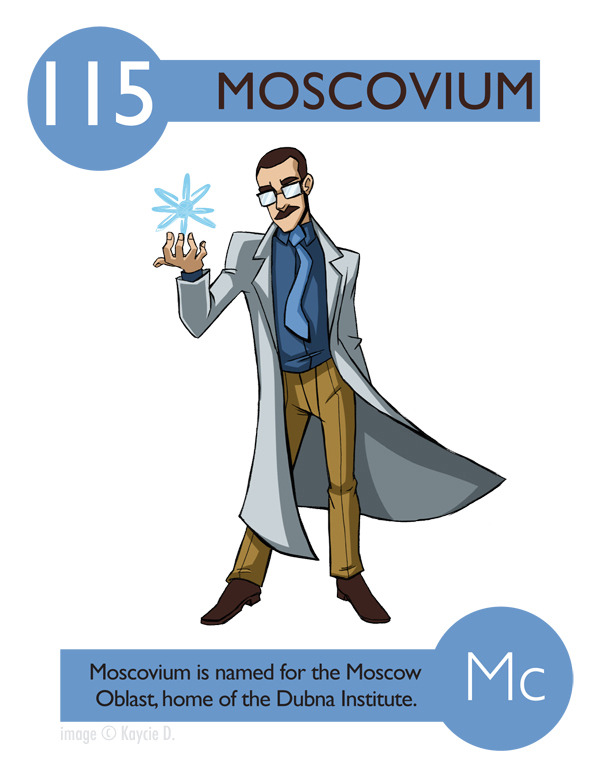 115
MOSCOVIUM
Moscovium is named for the Moscow
Oblast, home of the Dubna Institute.
Mc
image © Kaycie D.